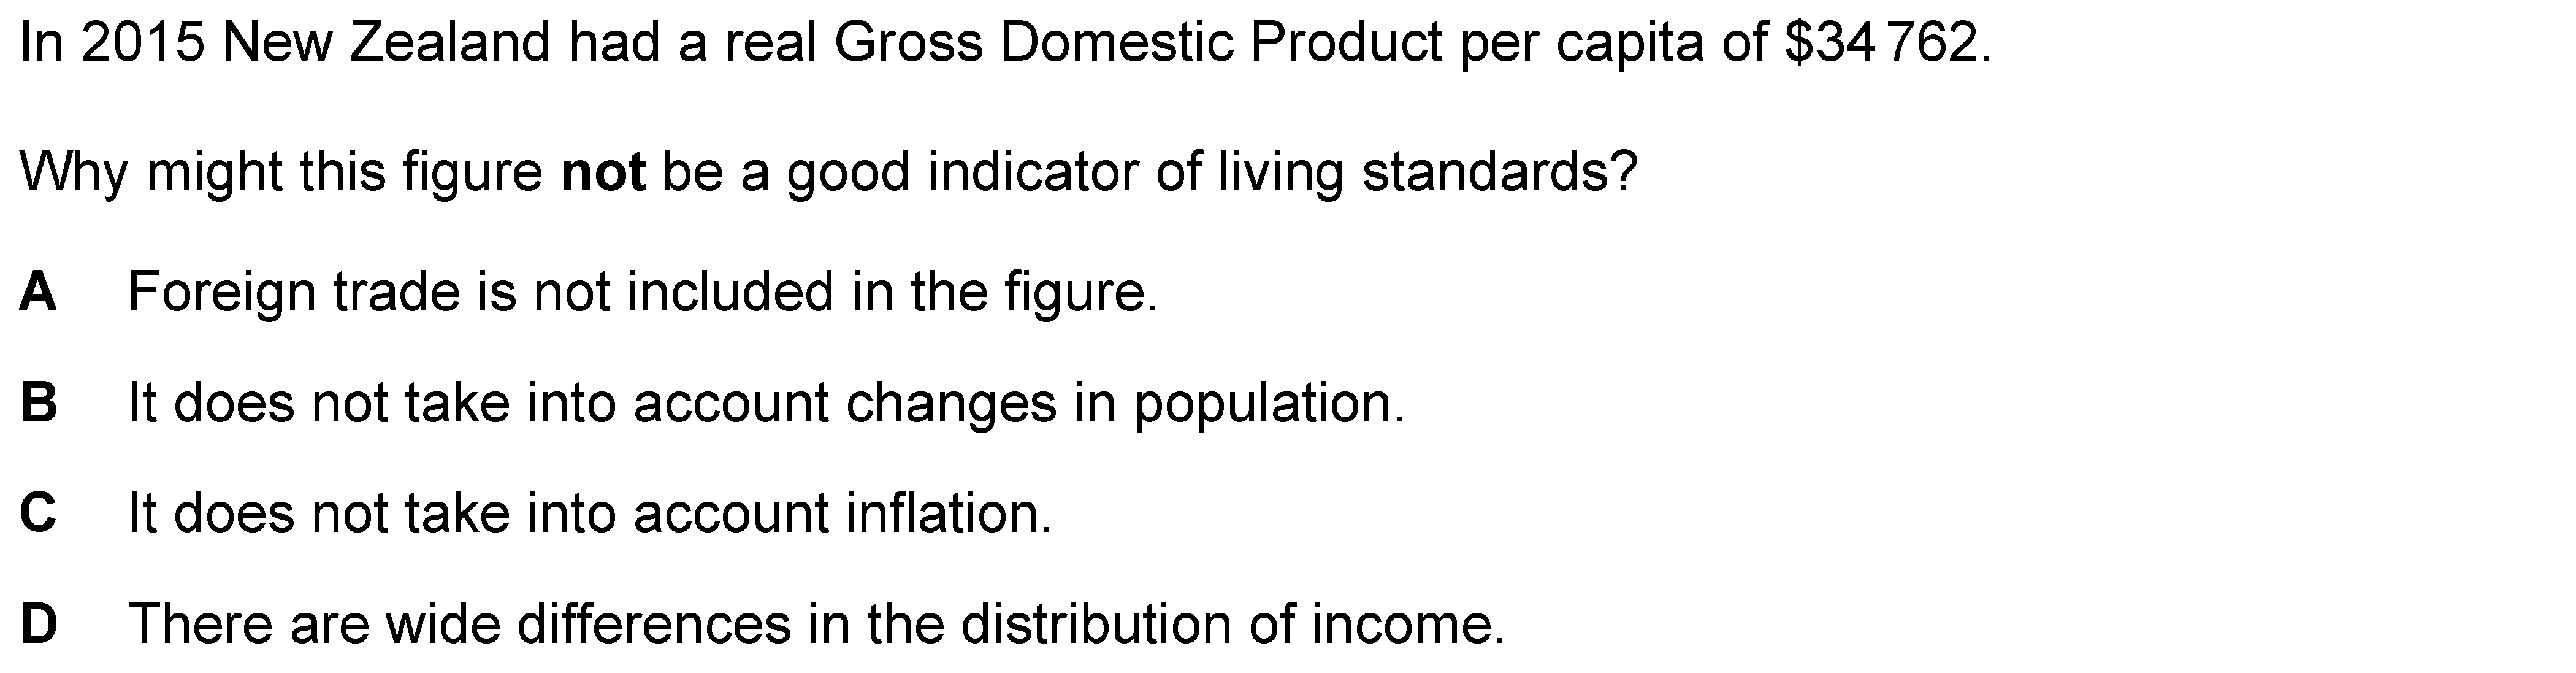 In 2015 New Zealand had a real Gross Domestic Product per capita of $34 762.
Why might this figure not be a good indicator of living standards?
A Foreign trade is not included in the figure.
B It does not take into account changes in population.
C It does not take into account inflation.
D There are wide differences in the distribution of income.